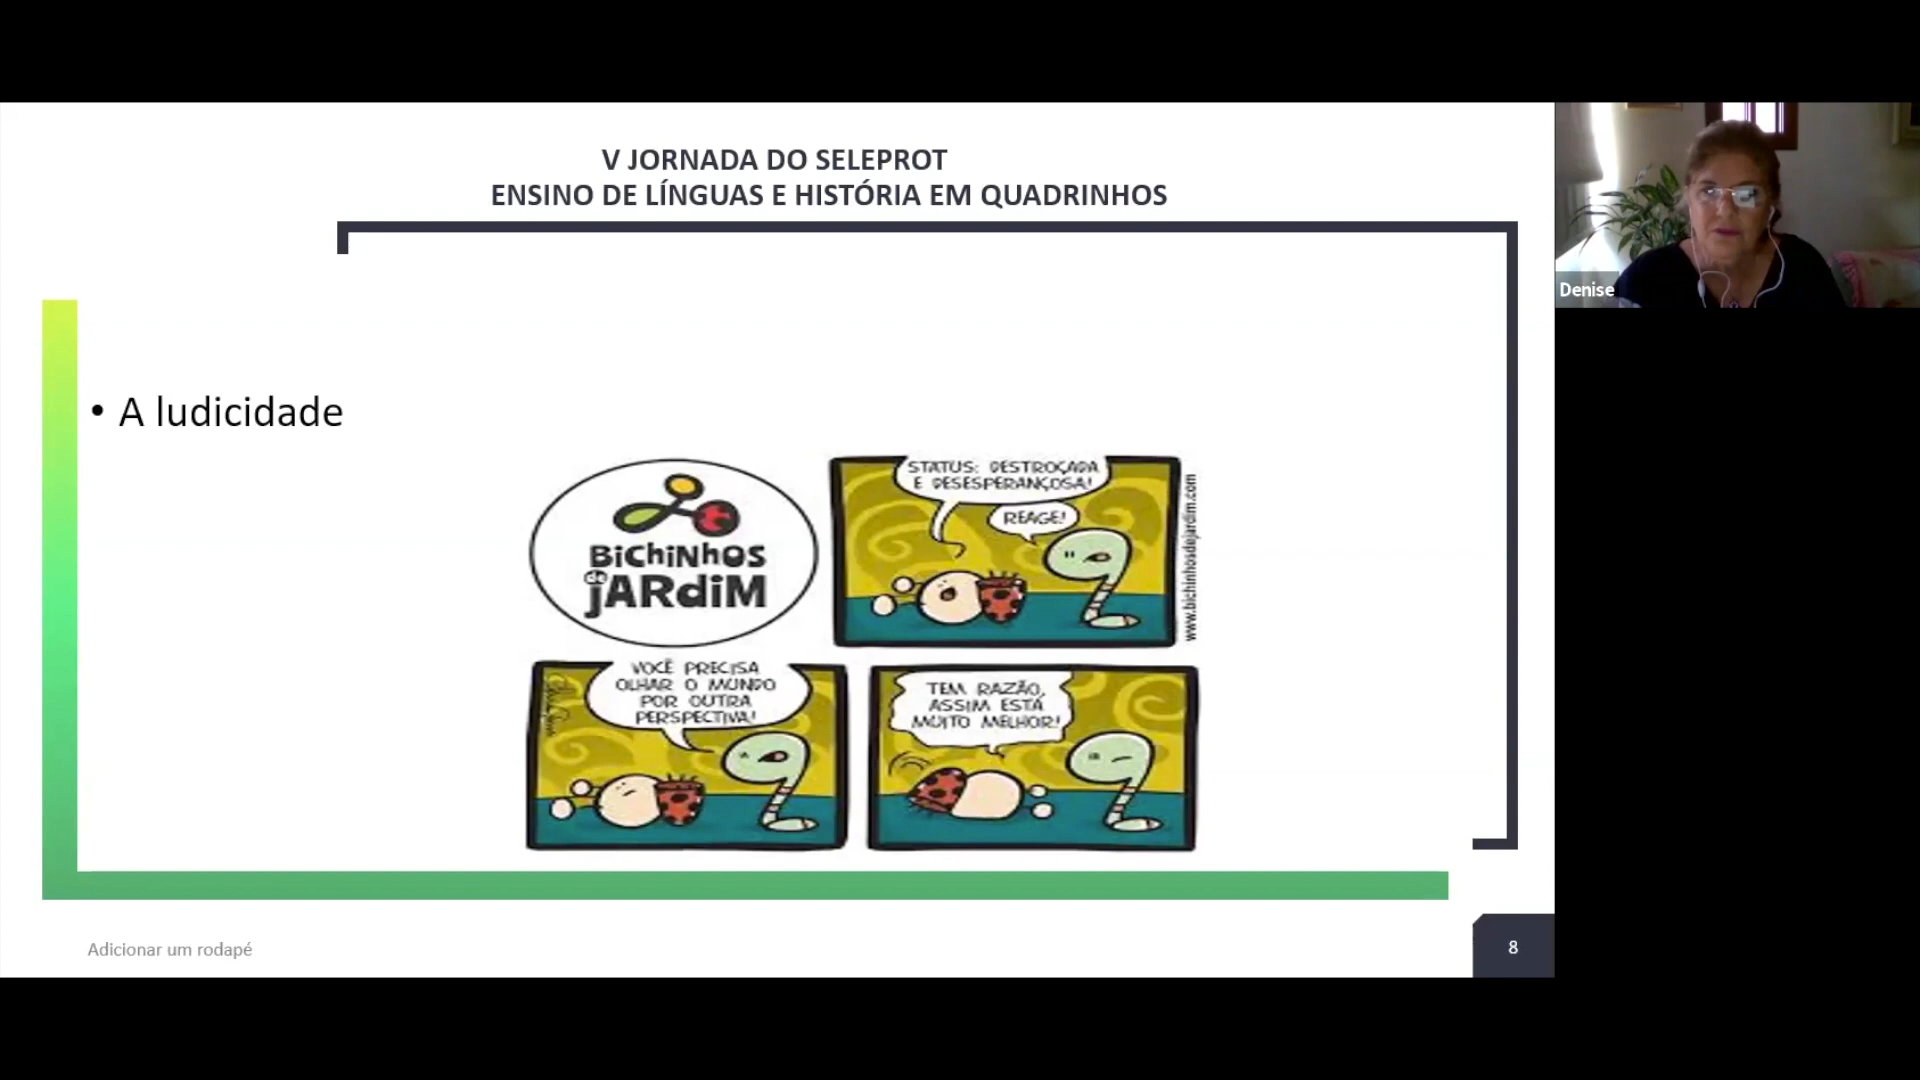 V JORNADA DO SELEPROT
ENSINO DE LÍNGUAS E HISTÓRIA EM QUADRINHOS
Denise
• A ludicidade
BiChiNhOS
de
jARdiM
STATUS: DESTROÇADA
E DESESPERANÇOSA!
REAGE!
www.bichinhosdejardim.com
VOCÊ PRECISA
OLHAR O MUNDO
POR OUTRA
PERSPECTIVA!
TEM RAZÃO,
ASSIM ESTÁ
MUITO MELHOR!
Adicionar um rodapé
8